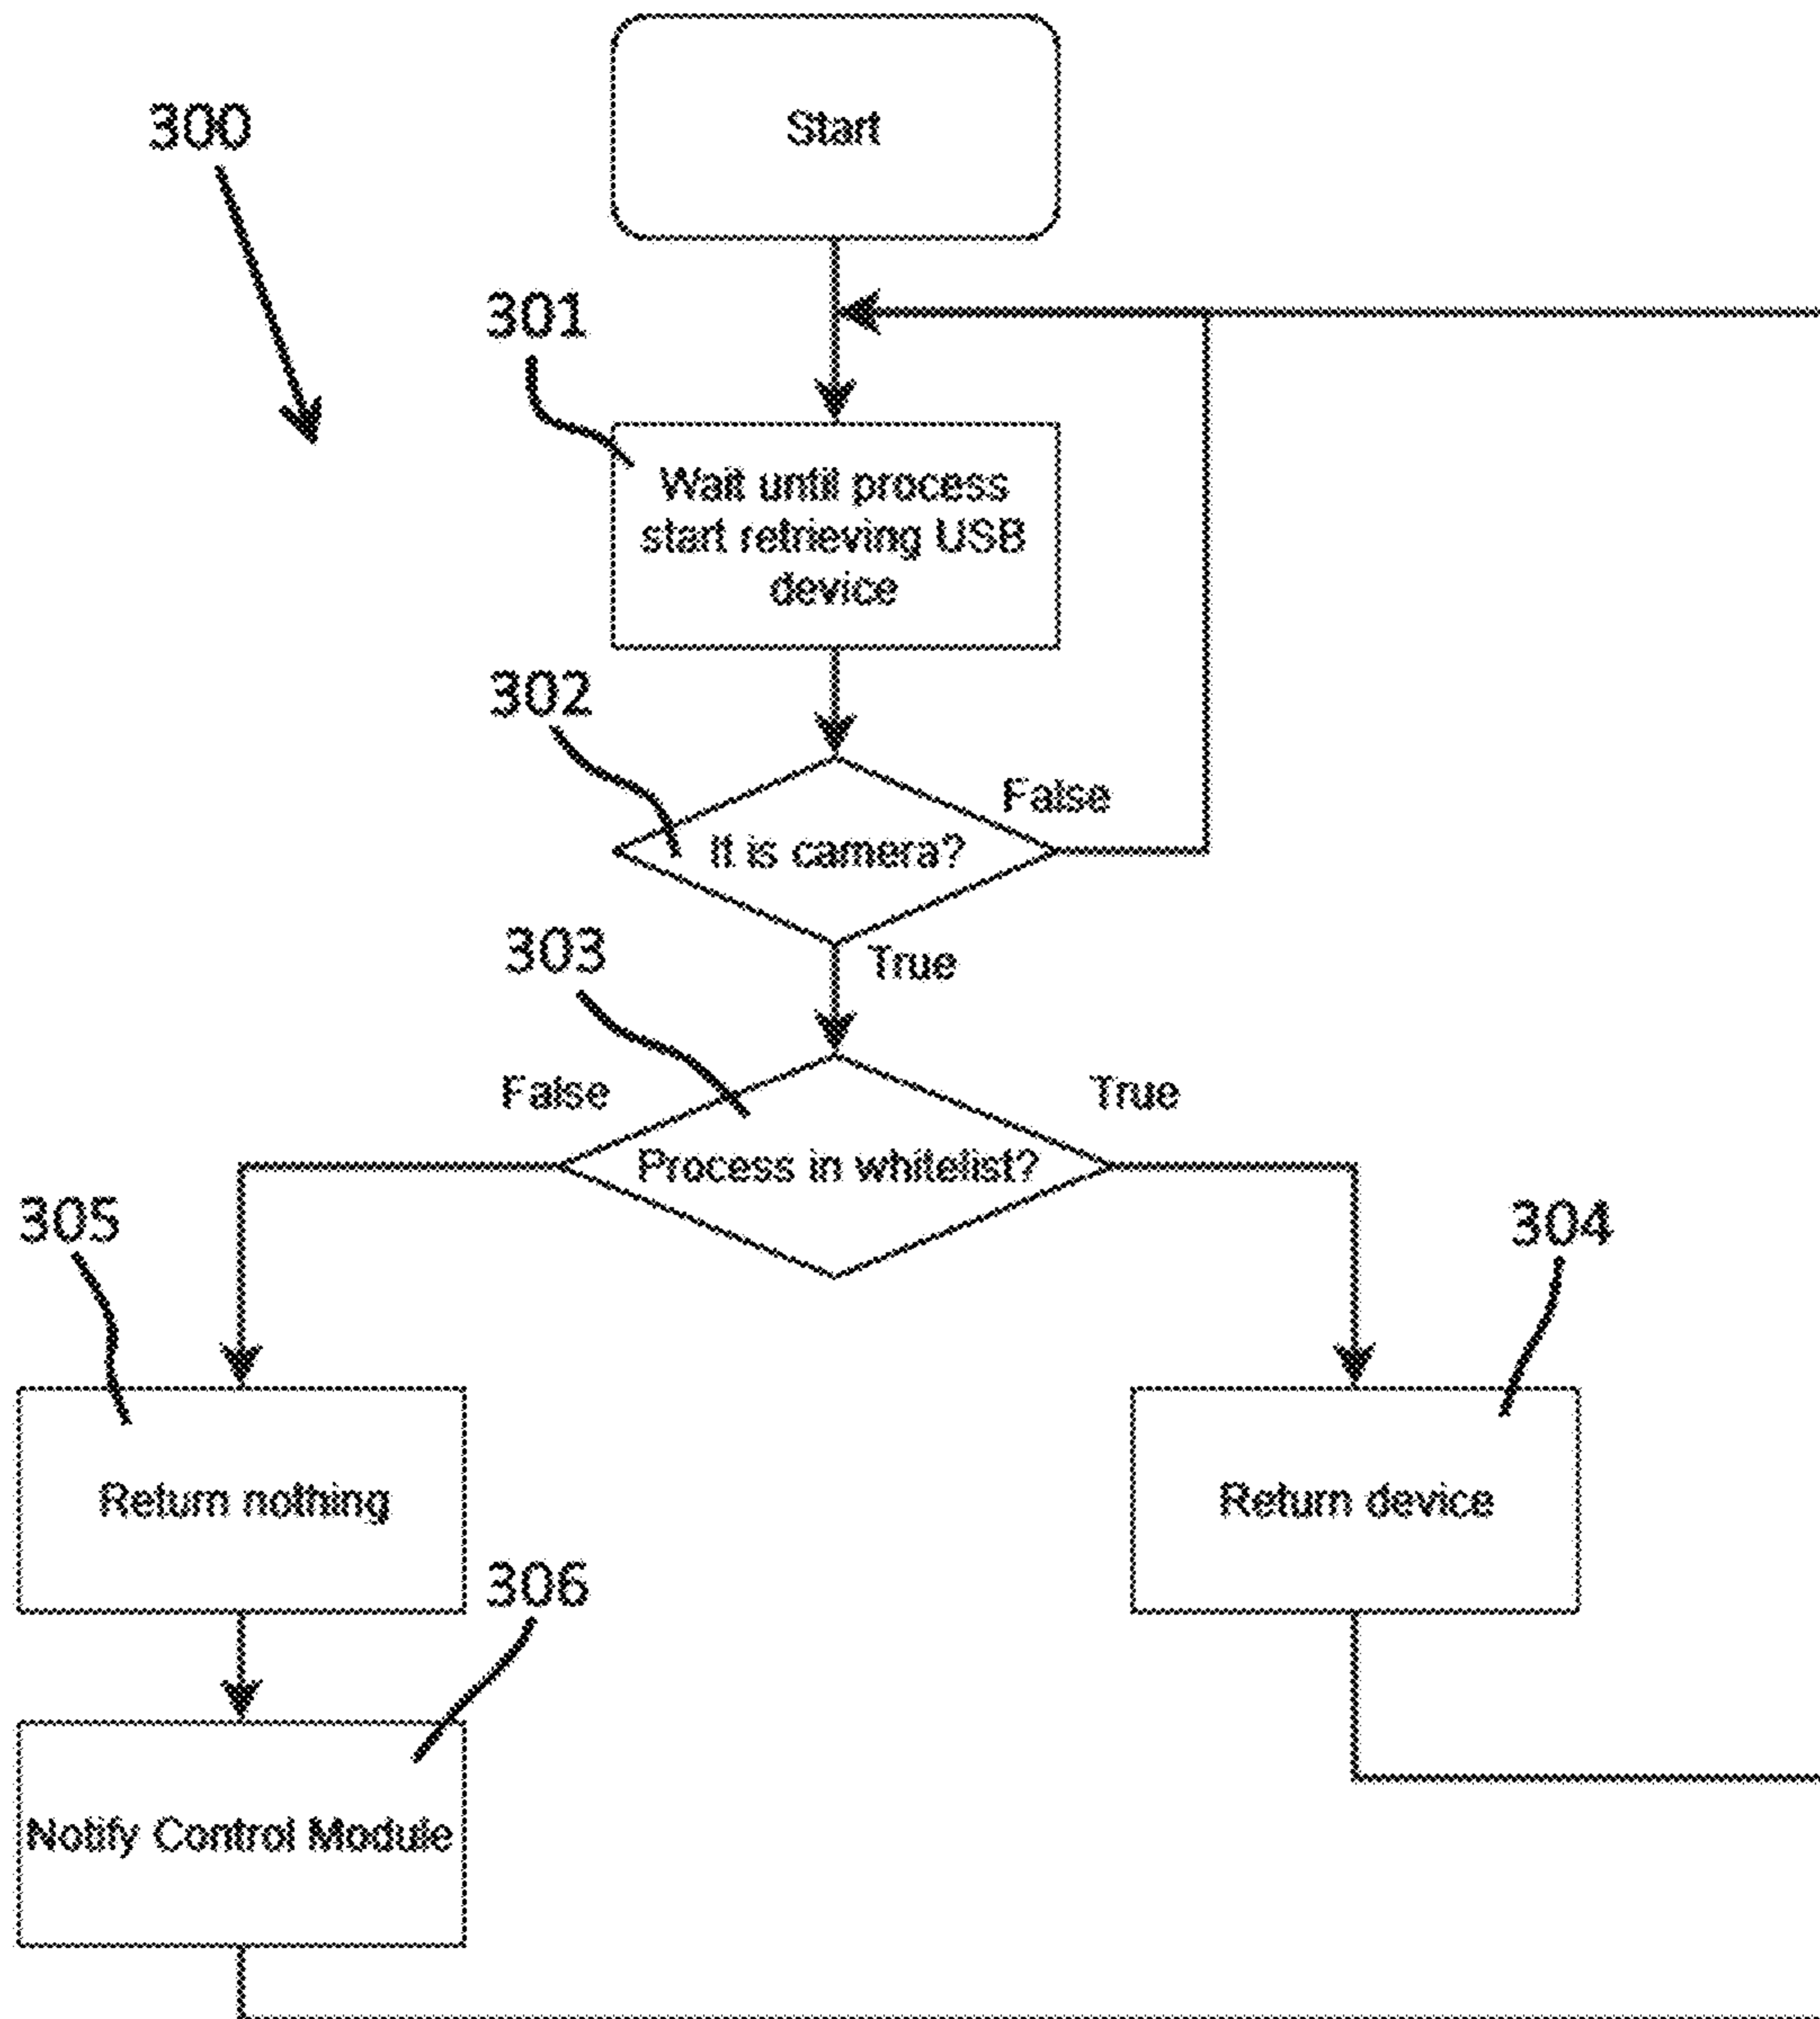 Start
300
301
Wait until process
start retrieving USB
device
302
False
It is camera?
303
True
False
True
Process in whitelist?
305
304
Return nothing
Return device
306
Notify Control Module